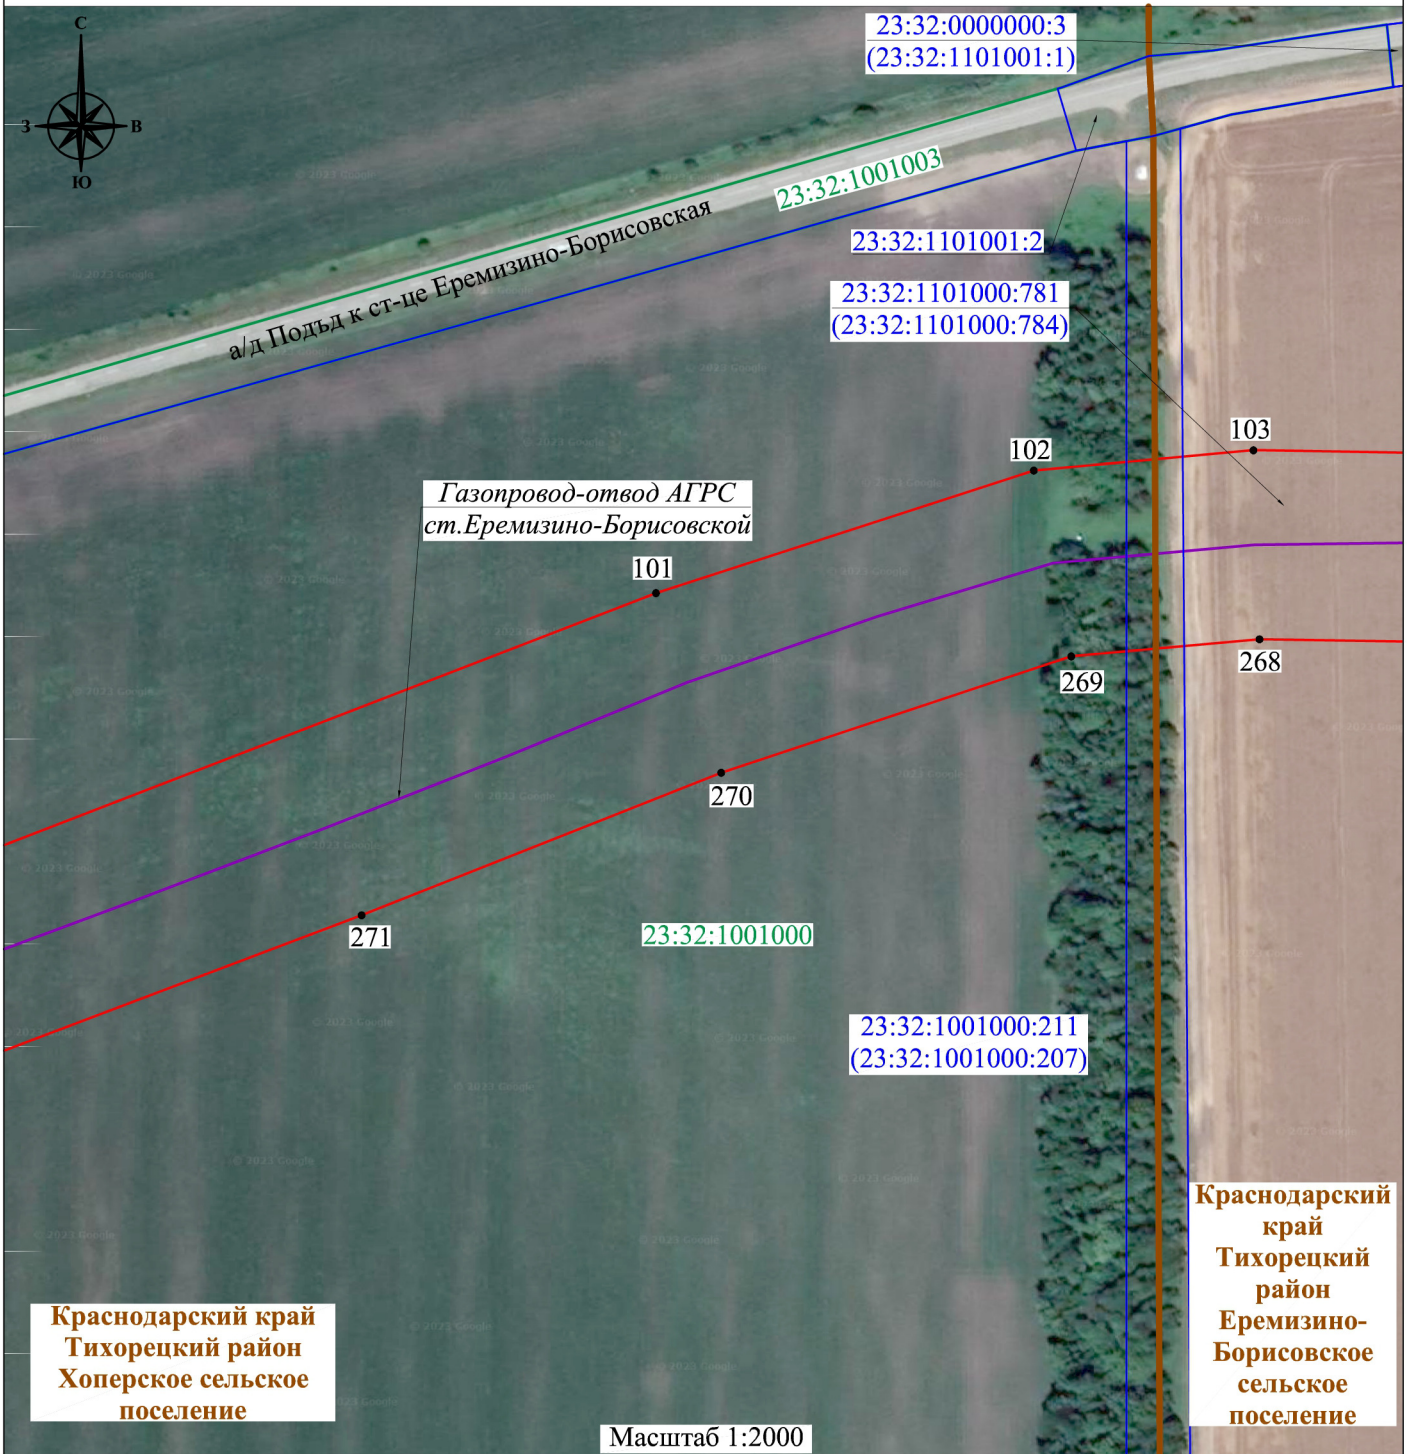 С
З
В
Ю
23:32:0000000:3
(23:32:1101001:1)
23:32:1001003
а/д Подъд к ст-це Еремизино-Борисовская
23:32:1101001:2
23:32:1101000:781
(23:32:1101000:784)
103
102
Газопровод-отвод АГРС
ст.Еремизино-Борисовской
101
268
269
270
271
23:32:1001000
23:32:1001000:211
(23:32:1001000:207)
Краснодарский
край
Тихорецкий
район
Еремизино-
Борисовское
сельское
поселение
Краснодарский край
Тихорецкий район
Хоперское сельское
поселение
Масштаб 1:2000